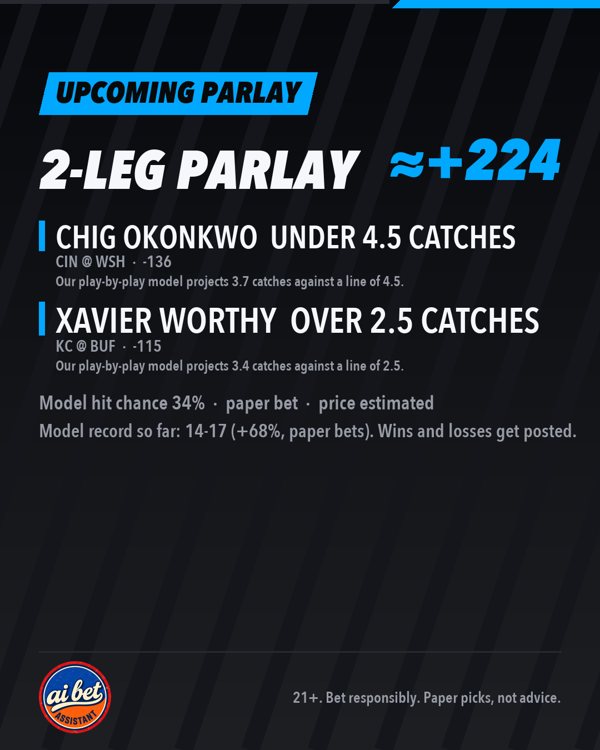 UPCOMING PARLAY
2-LEG PARLAY ≈+224
CHIG OKONKWO UNDER 4.5 CATCHES
CIN @ WSH · -136
Our play-by-play model projects 3.7 catches against a line of 4.5.
XAVIER WORTHY OVER 2.5 CATCHES
KC @ BUF · -115
Our play-by-play model projects 3.4 catches against a line of 2.5.
Model hit chance 34% · paper bet · price estimated
Model record so far: 14-17 (+68%, paper bets). Wins and losses get posted.
ai bet
ASSISTANT
21+. Bet responsibly. Paper picks, not advice.